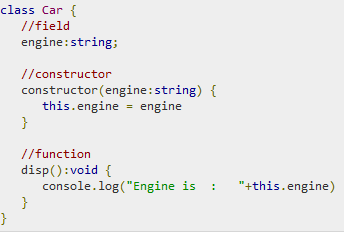 class Car {
   //field
   engine:string;

   //constructor
   constructor(engine:string) {
      this.engine = engine
   }

   //function
   disp():void {
      console.log("Engine is  :   "+this.engine)
   }
}